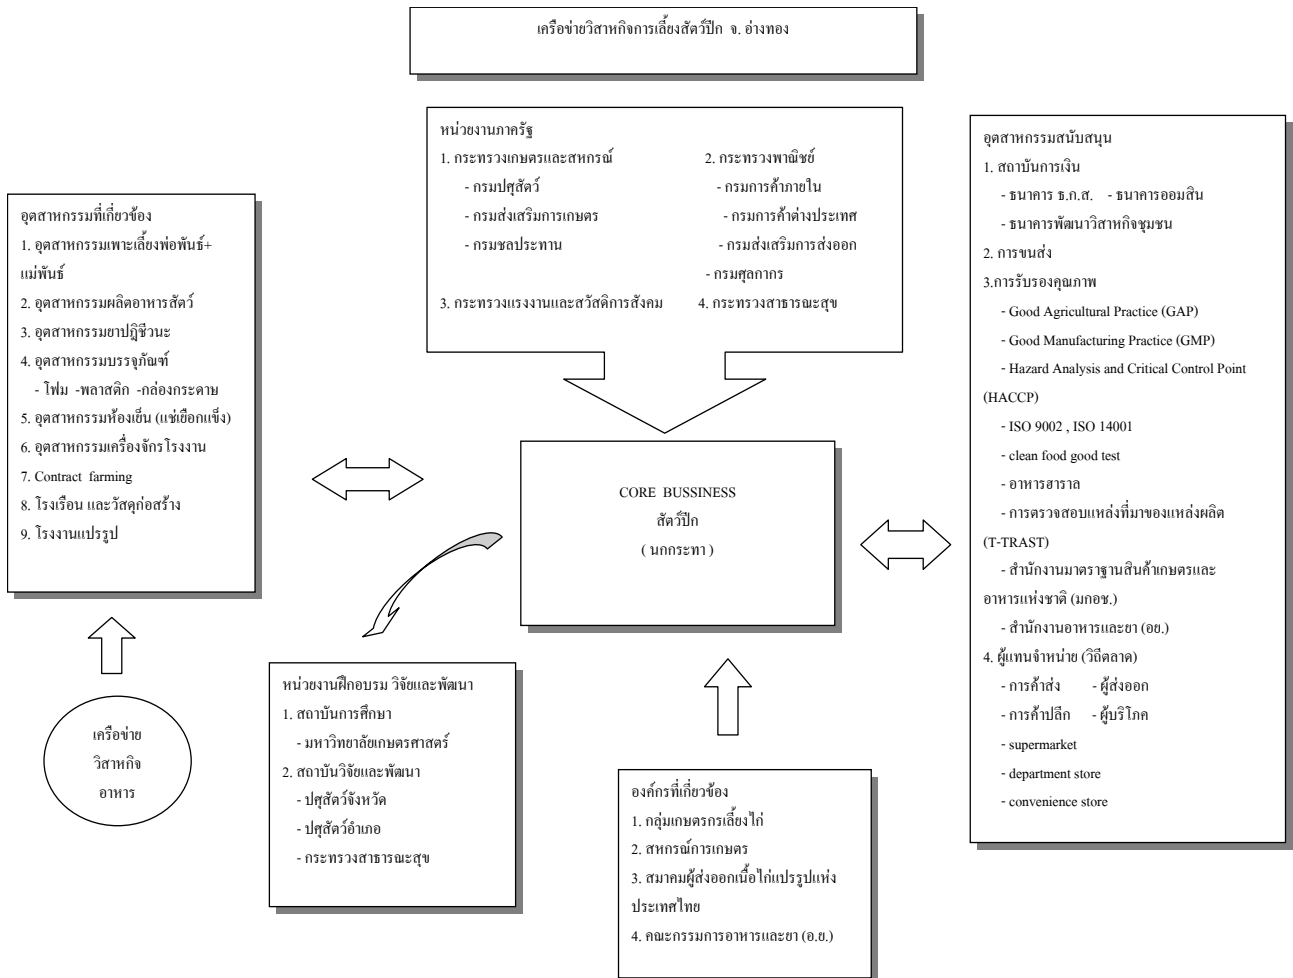 เครือข่ายวิสาหกิจการเลี้ยงสัตว์ปีก จ. อ่างทอง
หน่วยงานภาครัฐ
1. กระทรวงเกษตรและสหกรณ์ 2. กระทรวงพาณิชย์
- กรมปศุสัตว์ - กรมการค้าภายใน
- กรมส่งเสริมการเกษตร - กรมการค้าต่างประเทศ
- กรมชลประทาน - กรมส่งเสริมการส่งออก
- กรมศุลกากร
3. กระทรวงแรงงานและสวัสดิการสังคม 4. กระทรวงสาธารณะสุข
อุตสาหกรรมที่เกี่ยวข้อง
1. อุตสาหกรรมเพาะเลี้ยงพ่อพันธ์+
แม่พันธ์
2. อุตสาหกรรมผลิตอาหารสัตว์
3. อุตสาหกรรมยาปฎิชีวนะ
4. อุตสาหกรรมบรรจุภัณฑ์
- โฟม -พลาสติก -กล่องกระดาษ
5. อุตสาหกรรมห้องเย็น (แช่เยือกแข็ง)
6. อุตสาหกรรมเครื่องจักรโรงงาน
7. Contract farming
8. โรงเรือน และวัสดุก่อสร้าง
9. โรงงานแปรรูป
CORE BUSSINESS
สัตว์ปีก
( นกกระทา )
อุตสาหกรรมสนับสนุน
1. สถาบันการเงิน
- ธนาคาร ธ.ก.ส. - ธนาคารออมสิน
- ธนาคารพัฒนาวิสาหกิจชุมชน
2. การขนส่ง
3.การรับรองคุณภาพ
- Good Agricultural Practice (GAP)
- Good Manufacturing Practice (GMP)
- Hazard Analysis and Critical Control Point
(HACCP)
- ISO 9002 , ISO 14001
- clean food good test
- อาหารฮาราล
- การตรวจสอบแหล่งที่มาของแหล่งผลิต
(T-TRAST)
- สำนักงานมาตราฐานสินค้าเกษตรและ
อาหารแห่งชาติ (มกอช.)
- สำนักงานอาหารและยา (อย.)
4. ผู้แทนจำหน่าย (วิถีตลาด)
- การค้าส่ง - ผู้ส่งออก
- การค้าปลีก - ผู้บริโภค
- supermarket
- department store
- convenience store
เครือข่าย
วิสาหกิจ
อาหาร
หน่วยงานฝึกอบรม วิจัยและพัฒนา
1. สถาบันการศึกษา
- มหาวิทยาลัยเกษตรศาสตร์
2. สถาบันวิจัยและพัฒนา
- ปศุสัตว์จังหวัด
- ปศุสัตว์อำเภอ
- กระทรวงสาธารณะสุข
องค์กรที่เกี่ยวข้อง
1. กลุ่มเกษตรกรเลี้ยงไก่
2. สหกรณ์การเกษตร
3. สมาคมผู้ส่งออกเนื้อไก่แปรรูปแห่ง
ประเทศไทย
4. คณะกรรมการอาหารและยา (อ.ย.)